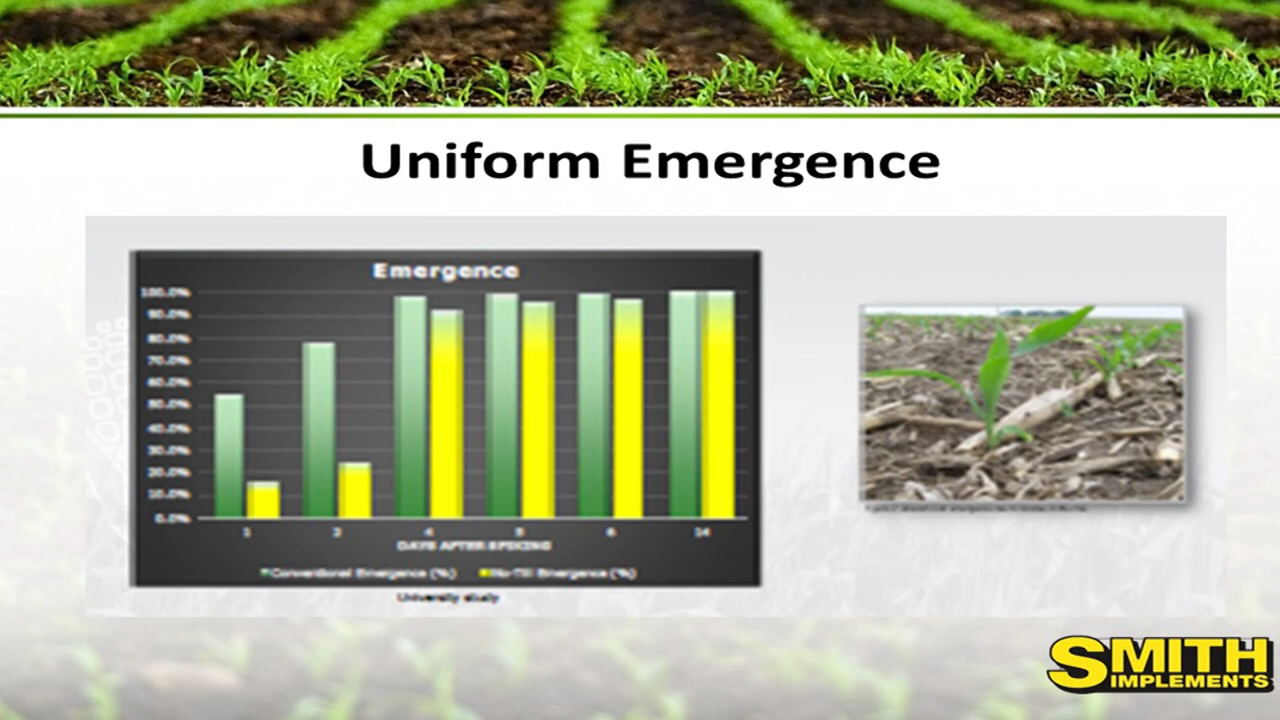 Uniform Emergence
Emergence
100.0%
90.0%
80.0%
70.0%
60.0%
50.0%
40.0%
30.0%
20.0%
10.0%
0.0%
1 2 4 5 6 14
DAYS AFTER SPIKING
Conventional Emergence (%) No-Till Emergence (%)
University study
SMITH
IMPLEMENTS